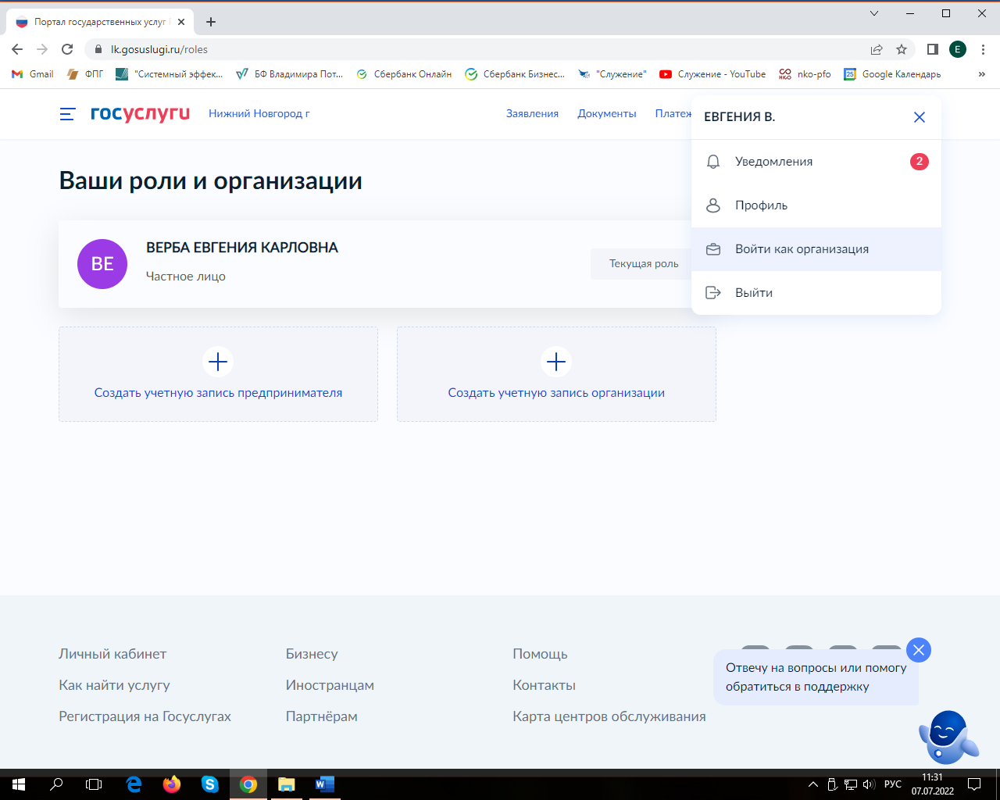 Портал государственных услуг
lk.gosuslugi.ru/roles
E
Gmail
ФПГ
"Системный эффек...
БФ Владимира Пот...
Сбербанк Онлайн
Сбербанк Бизнес...
"Служение"
Служение - YouTube
nko-pfo
Google Календарь
»
госуслуги
Нижний Новгород г
Заявления
Документы
Платеж
ЕВГЕНИЯ В.
Уведомления
2
Профиль
Войти как организация
Выйти
Ваши роли и организации
ВЕ
ВЕРБА ЕВГЕНИЯ КАРЛОВНА
Частное лицо
Текущая роль
Создать учетную запись предпринимателя
Создать учетную запись организации
Личный кабинет
Бизнесу
Помощь
Как найти услугу
Иностранцам
Контакты
Регистрация на Госуслугах
Партнёрам
Карта центров обслуживания
Отвечу на вопросы или помогу
обратиться в поддержку
РУС
11:31
07.07.2022